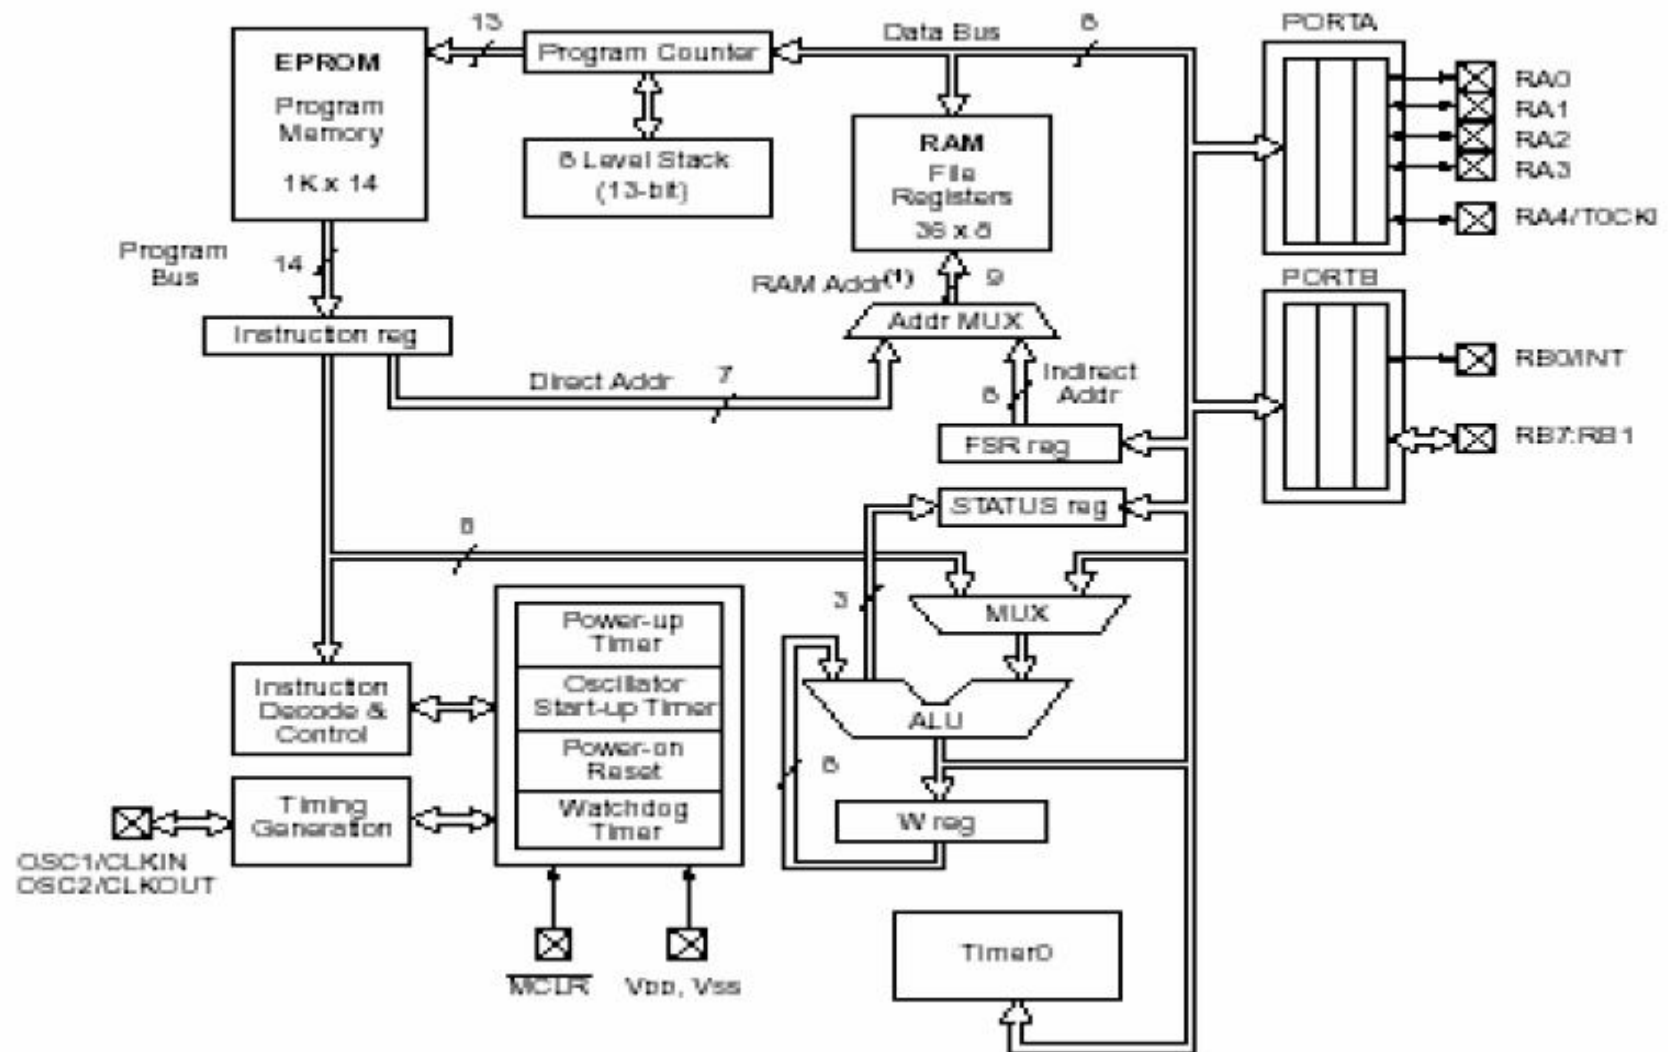 13
Data Bus
8
PORTA
EPROM
Program
Memory
1K x 14
Program Counter
8 Level Stack
(13-bit)
RAM
File
Registers
36 x 8
RA0
RA1
RA2
RA3
RA4/T0CKI
Program
Bus
14
RAM Addr(1)
9
PORTB
Instruction reg
Addr MUX
Direct Addr
7
8
Indirect
Addr
RB0/INT
FSR reg
RB7:RB1
STATUS reg
8
3
MUX
Power-up
Timer
Instruction
Decode &
Control
Oscillator
Start-up Timer
ALU
Power-on
Reset
8
Timing
Generation
Watchdog
Timer
W reg
OSC1/CLKIN
OSC2/CLKOUT
MCLR
VDD, VSS
Timer0